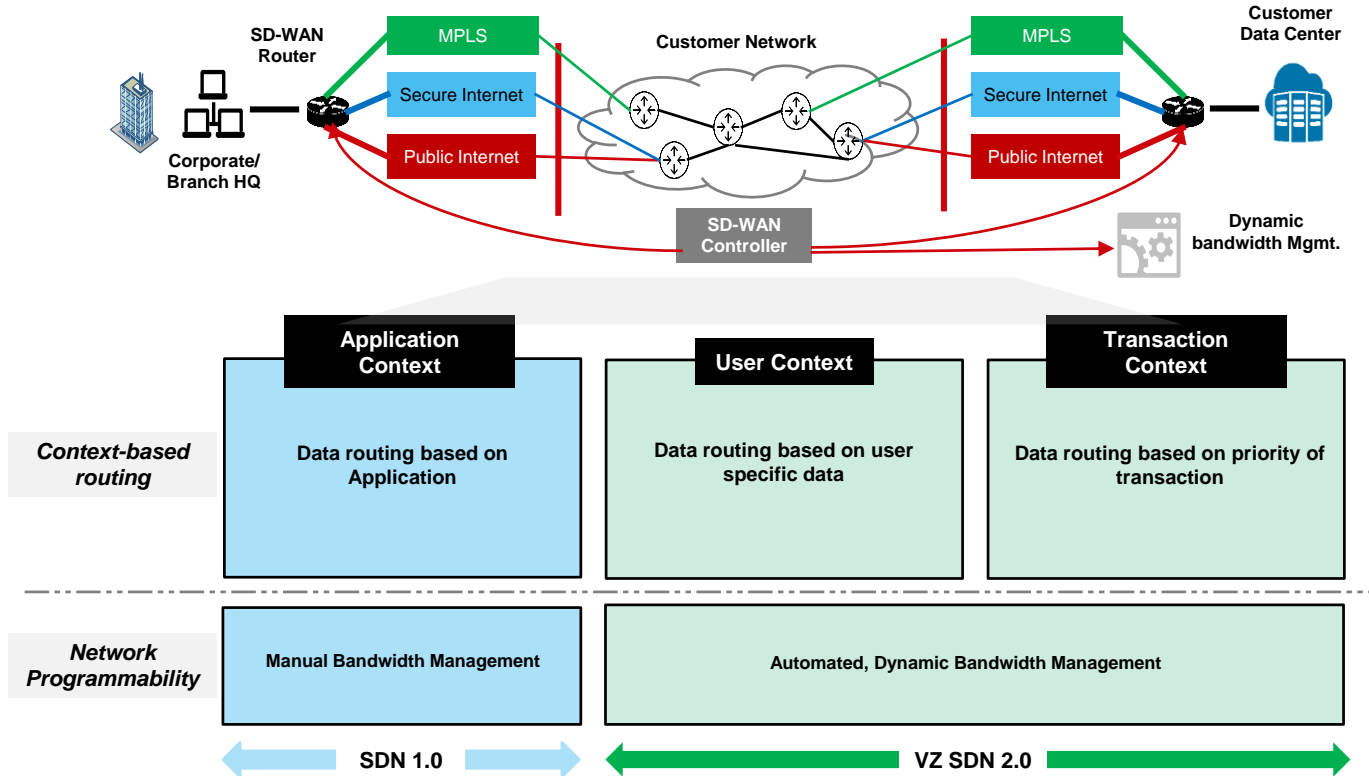 SD-WAN
Router
MPLS
Secure Internet
Public Internet
Corporate/
Branch HQ
Customer Network
MPLS
Secure Internet
Public Internet
Customer
Data Center
SD-WAN
Controller
Dynamic
bandwidth Mgmt.
Application
Context
User Context
Transaction
Context
Context-based
routing
Data routing based on
Application
Data routing based on user
specific data
Data routing based on priority of
transaction
Network
Programmability
Manual Bandwidth Management
Automated, Dynamic Bandwidth Management
SDN 1.0
VZ SDN 2.0